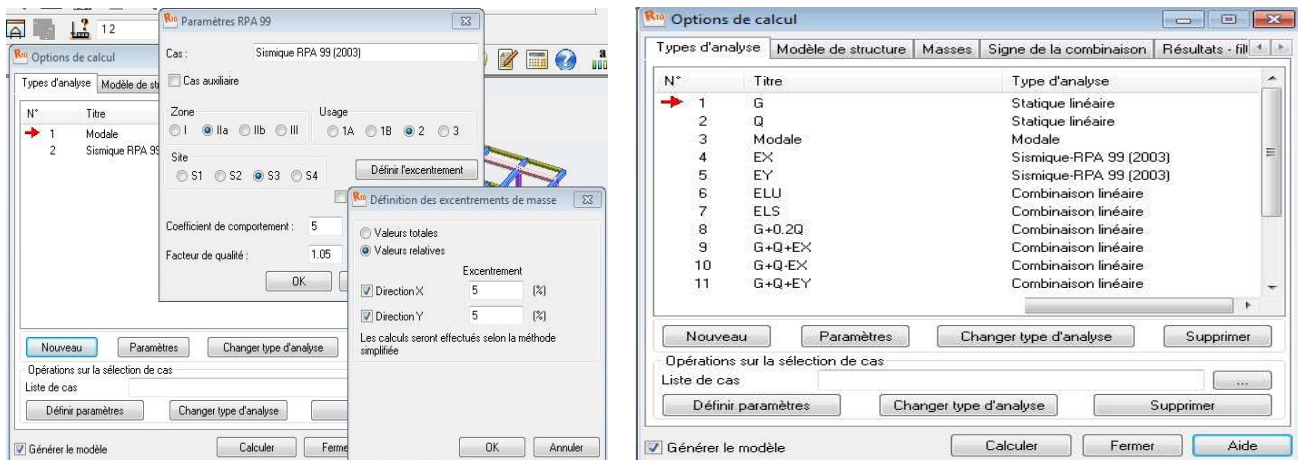 1 2
Options de calcul
Types d'analyse Modèle de st
N° Titre
1 Modale
2 Sismique RPA 99
Nouveau Paramètres Changer type d'analyse
Opérations sur la sélection de cas
Liste de cas
Définir paramètres Changer type d'analyse
Générer le modèle Calculer Ferme
Paramètres RPA 99
Cas : Sismique RPA 99 (2003)
Cas auxiliaire
Zone Usage
I IIa IIb III 1A 1B 2 3
Site
S1 S2 S3 S4 Définir l'excentrement
Coefficient de comportement : 5
Facteur de qualité : 1.05
OK
Définition des excentrements de masse
Valeurs totales
Valeurs relatives
Excentrement
Direction X 5 (%)
Direction Y 5 (%)
Les calculs seront effectués selon la méthode
simplifiée
OK Annuler
Options de calcul
Types d'analyse Modèle de structure Masses Signe de la combinaison Résultats - filt
N° Titre Type d'analyse
1 G Statique linéaire
2 Q Statique linéaire
3 Modale Modale
4 EX Sismique-RPA 99 (2003)
5 EY Sismique-RPA 99 (2003)
6 ELU Combinaison linéaire
7 ELS Combinaison linéaire
8 G+0.2Q Combinaison linéaire
9 G+Q+EX Combinaison linéaire
10 G+Q-EX Combinaison linéaire
11 G+Q+EY Combinaison linéaire
Nouveau Paramètres Changer type d'analyse Supprimer
Opérations sur la sélection de cas
Liste de cas ...
Définir paramètres Changer type d'analyse Supprimer
Générer le modèle Calculer Fermer Aide